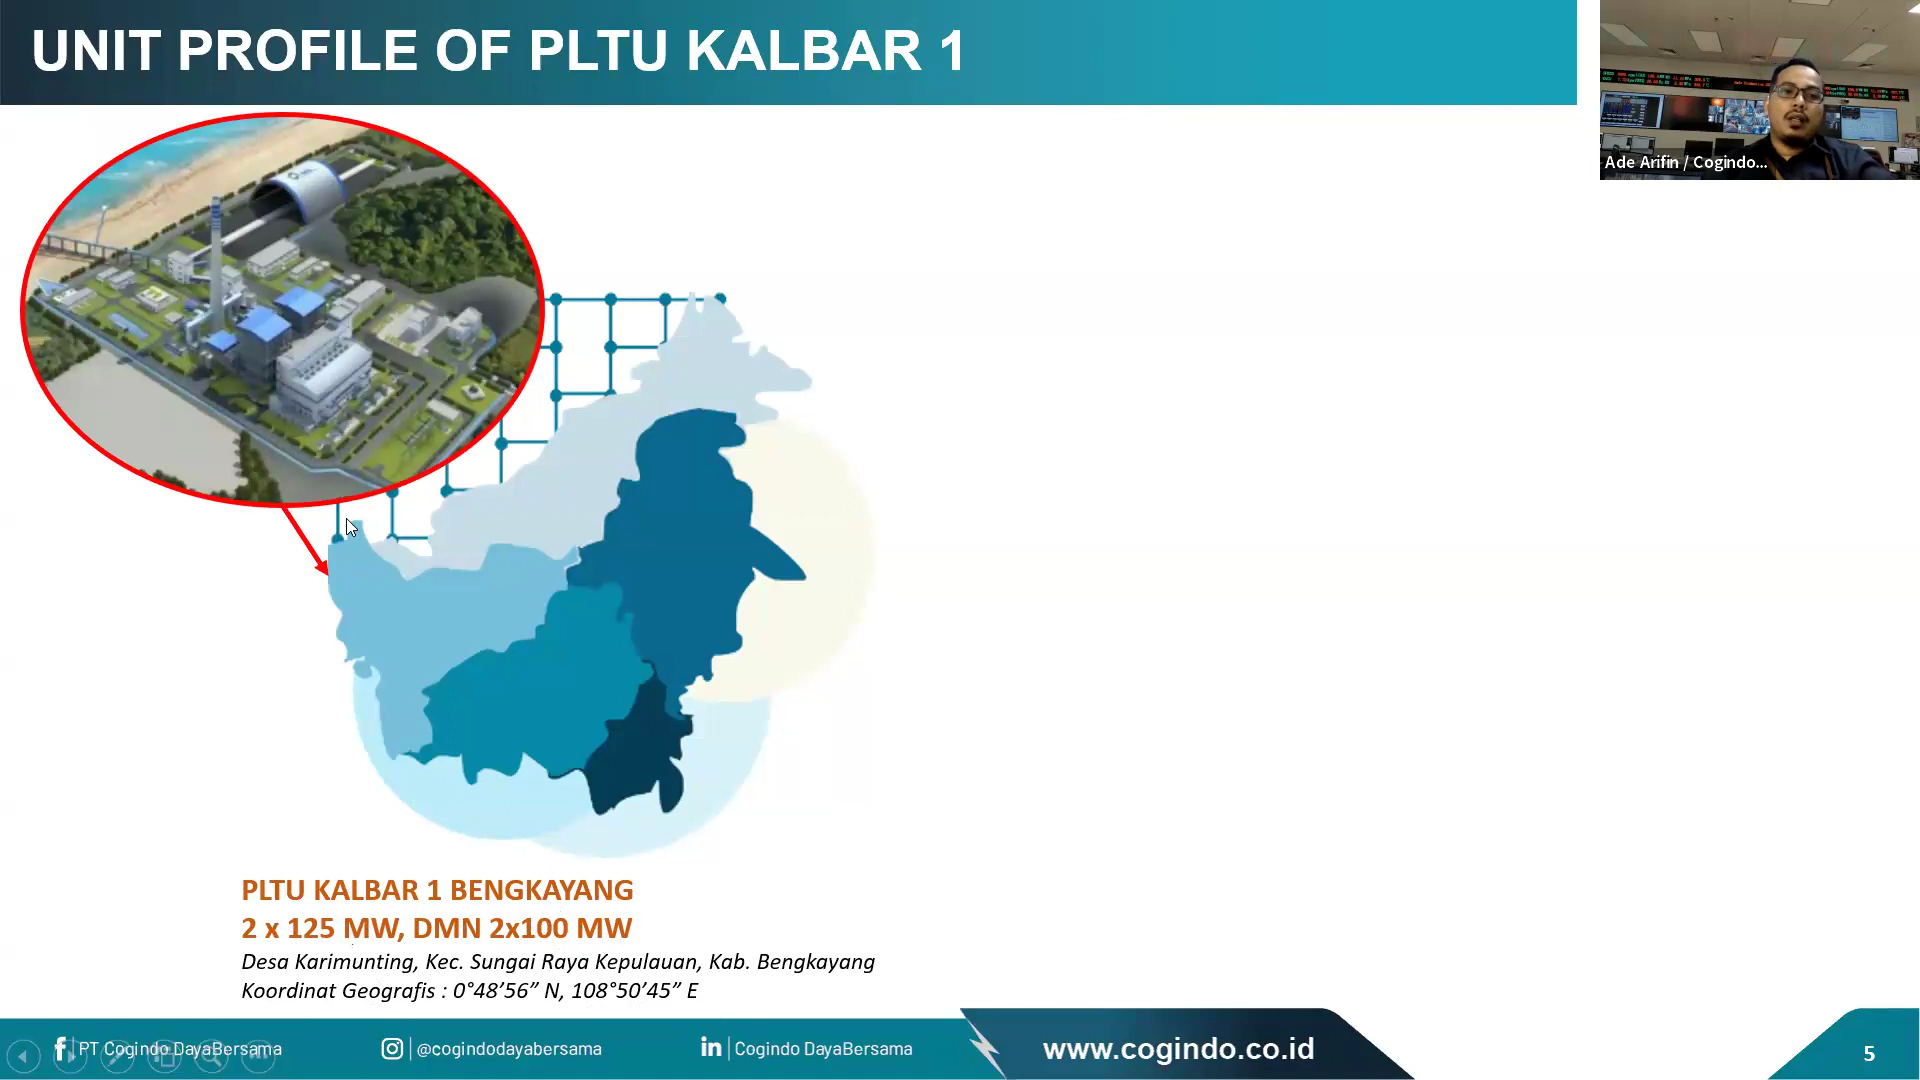 UNIT PROFILE OF PLTU KALBAR 1
Ade Arifin / Cogindo...
PLTU KALBAR 1 BENGKAYANG
2 x 125 MW, DMN 2x100 MW
Desa Karimunting, Kec. Sungai Raya Kepulauan, Kab. Bengkayang
Koordinat Geografis : 0°48’56” N, 108°50’45” E
PT Cogindo DayaBersama
@cogindodayabersama
Cogindo DayaBersama
www.cogindo.co.id
5